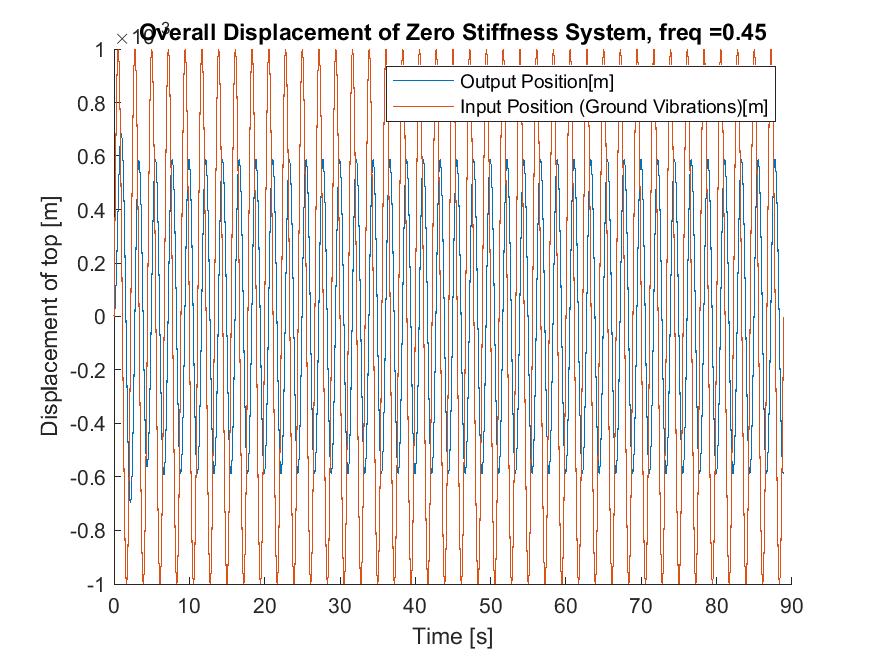 ×10-3
Overall Displacement of Zero Stiffness System, freq =0.45
1
0.8
0.6
0.4
0.2
0
-0.2
-0.4
-0.6
-0.8
-1
Displacement of top [m]
Output Position[m]
Input Position (Ground Vibrations)[m]
0 10 20 30 40 50 60 70 80 90
Time [s]